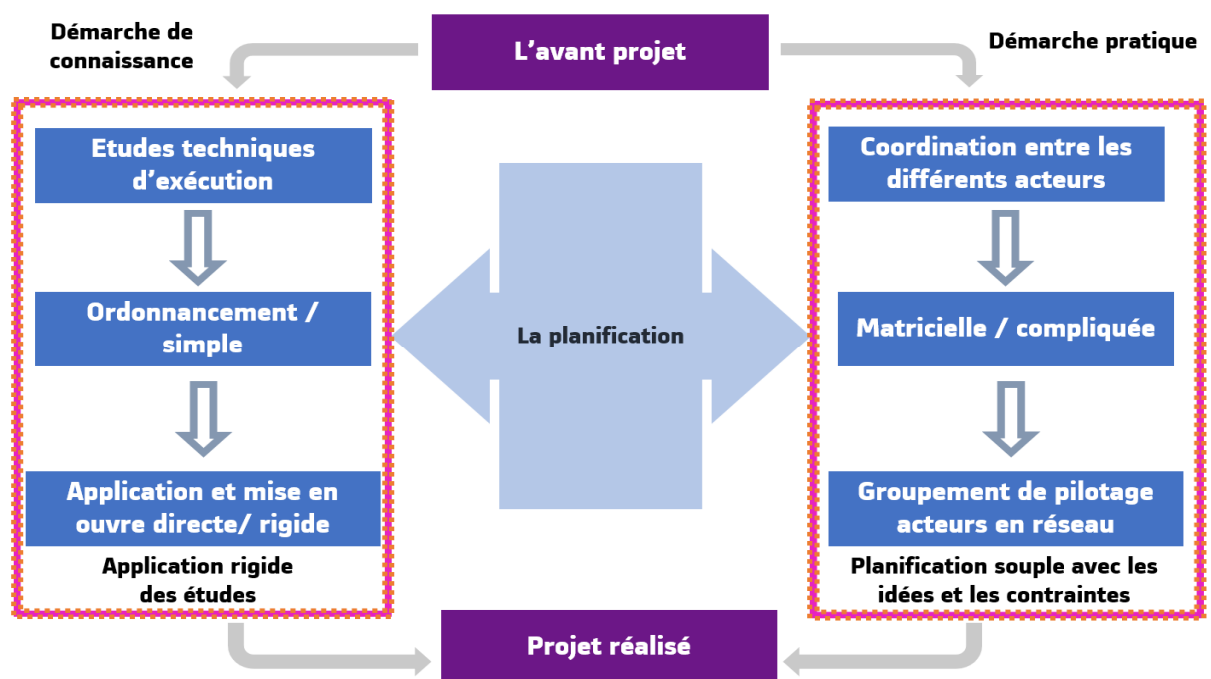 Démarche de
connaissance
L’avant projet
Démarche pratique
Etudes techniques
d’exécution
Ordonnancement /
simple
Application et mise en
ouvre directe/ rigide
Application rigide
des études
La planification
Coordination entre les
différents acteurs
Matricielle / compliquée
Groupement de pilotage
acteurs en réseau
Planification souple avec les
idées et les contraintes
Projet réalisé